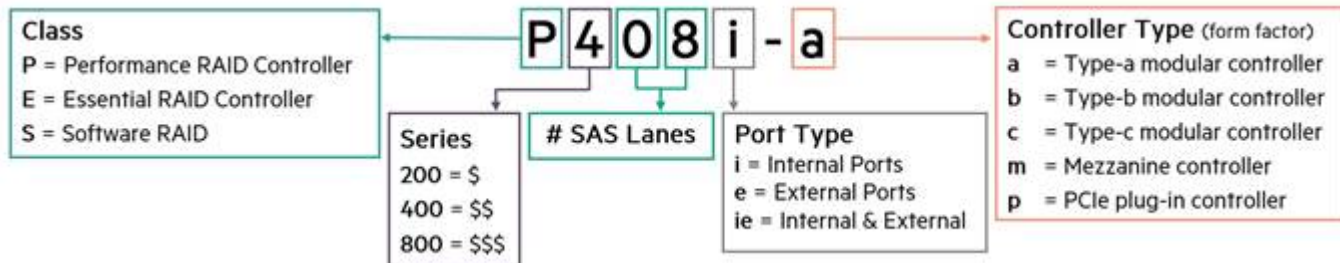 P408i-a
Class
P = Performance RAID Controller
E = Essential RAID Controller
S = Software RAID
Series
200 = $
400 = $$
800 = $$$
# SAS Lanes
Port Type
i = Internal Ports
e = External Ports
ie = Internal & External
Controller Type (form factor)
a = Type-a modular controller
b = Type-b modular controller
c = Type-c modular controller
m = Mezzanine controller
p = PCIe plug-in controller